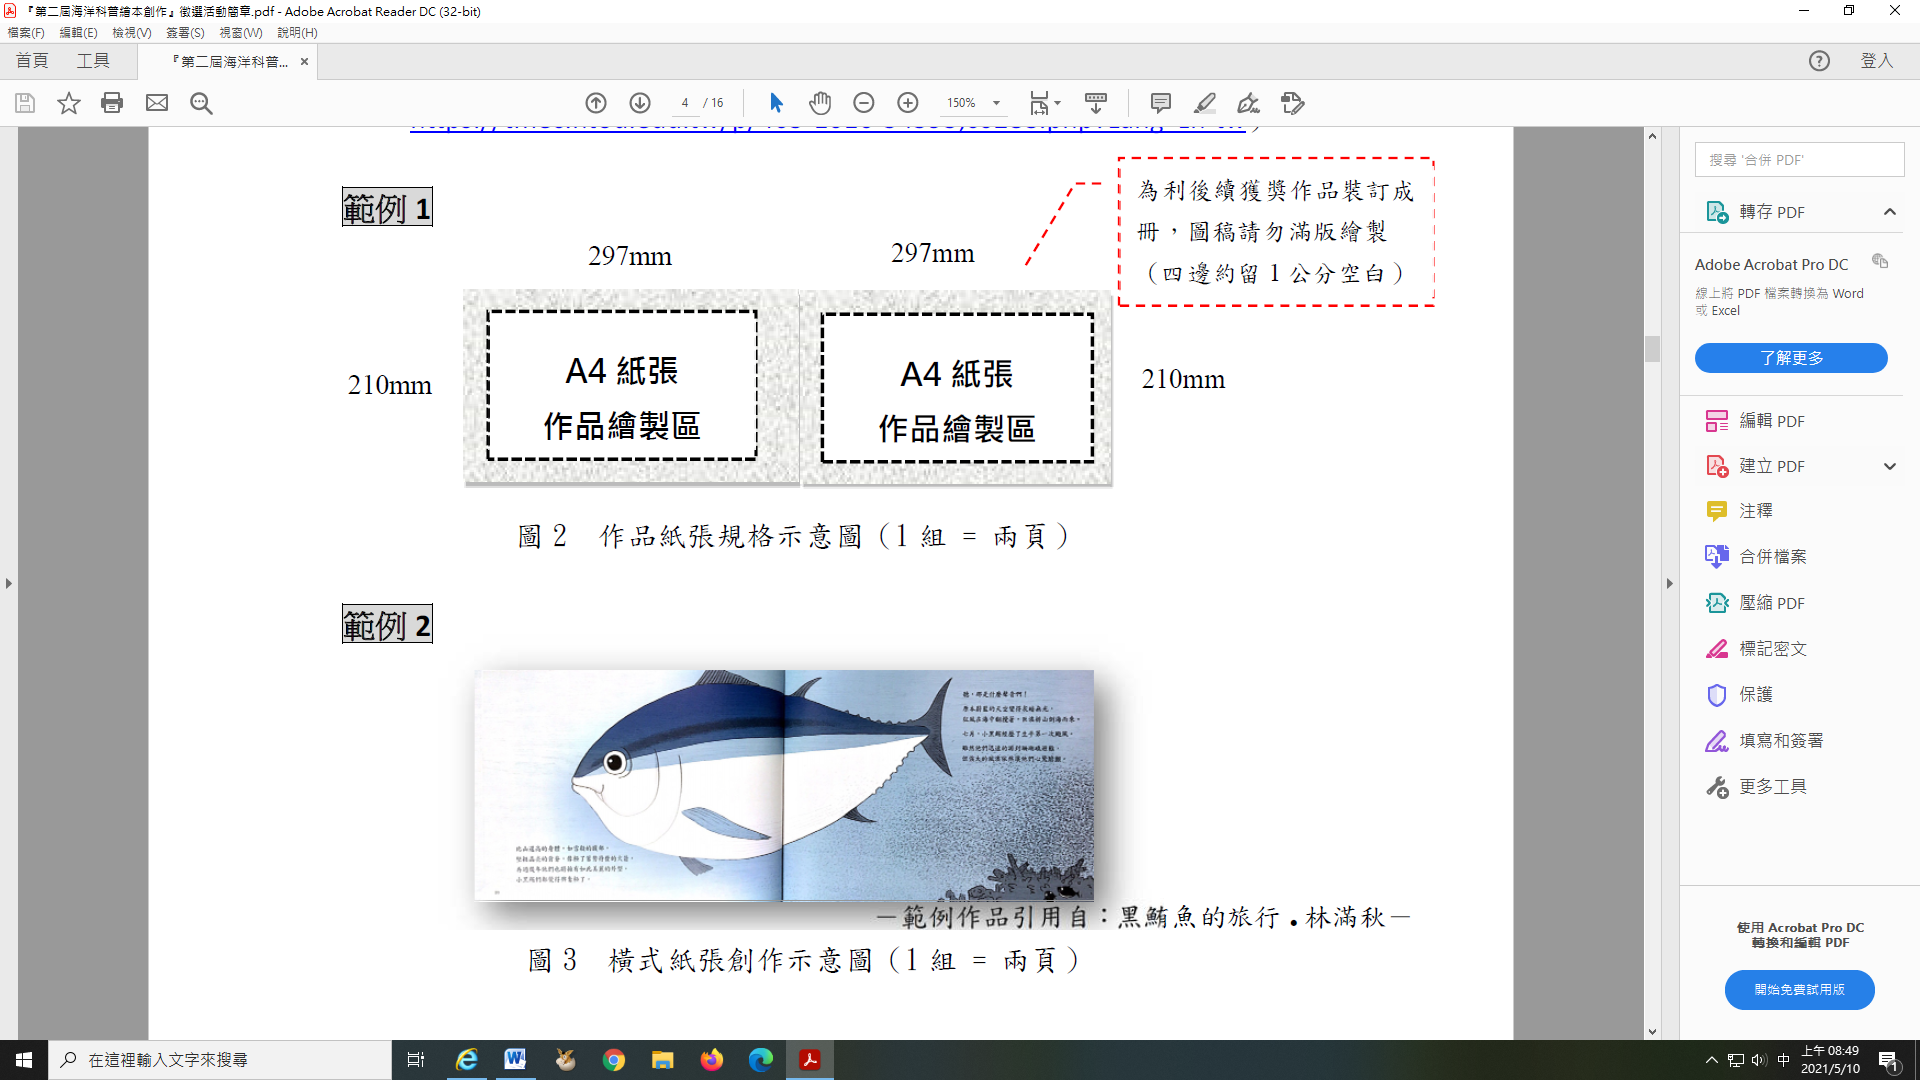 『第二屆海洋科普繪本創作』徵選活動簡章.pdf - Adobe Acrobat Reader DC (32-bit)
檔案(F) 編輯(E) 檢視(V) 簽署(S) 視窗(W) 說明(H)
首頁 工具 『第二屆海洋科普... × 登入
4 / 16 150%
範例 1
297mm 297mm
為利後續獲獎作品裝訂成
冊，圖稿請勿滿版繪製
（四邊約留 1 公分空白）
210mm
A4 紙張
作品繪製區
A4 紙張
作品繪製區
210mm
圖 2 作品紙張規格示意圖（1 組 = 兩頁）
範例 2
聽，那是什麼聲音啊！
—範例作品引用自：黑鮪魚的旅行 ● 林滿秋—
圖 3 橫式紙張創作示意圖（1 組 = 兩頁）
搜尋 '合併 PDF'
轉存 PDF
Adobe Acrobat Pro DC
線上將 PDF 檔案轉換為 Word
或 Excel
了解更多
編輯 PDF
建立 PDF
注釋
合併檔案
壓縮 PDF
標記密文
保護
填寫和簽署
更多工具
使用 Acrobat Pro DC
轉換和編輯 PDF
開始免費試用版
在這裡輸入文字來搜尋
中
上午 08:49
2021/5/10
1